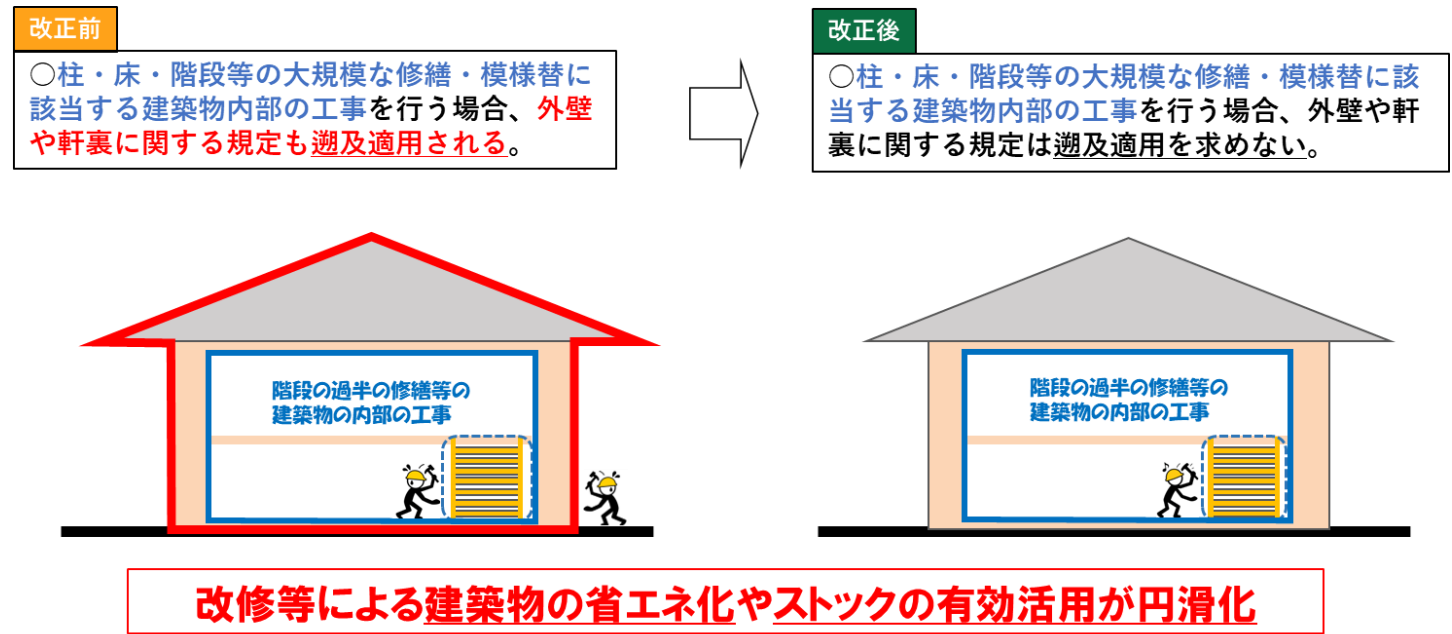 改正前
○柱・床・階段等の大規模な修繕・模様替に
該当する建築物内部の工事を行う場合、外壁
や軒裏に関する規定も遡及適用される。
改正後
○柱・床・階段等の大規模な修繕・模様替に該
当する建築物内部の工事を行う場合、外壁や軒
裏に関する規定は遡及適用を求めない。
階段の過半の修繕等の
建築物の内部の工事
階段の過半の修繕等の
建築物の内部の工事
改修等による建築物の省エネ化やストックの有効活用が円滑化